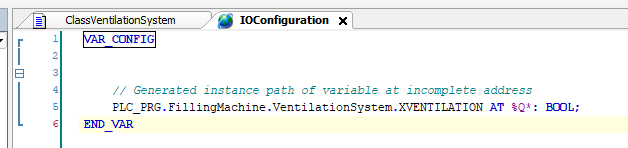 ClassVentilationSystem IOConfiguration
1 VAR_CONFIG
2
3
4 // Generated instance path of variable at incomplete address
5 PLC_PRG.FillingMachine.VentilationSystem.XVENTILATION AT %Q*: BOOL;
6 END_VAR